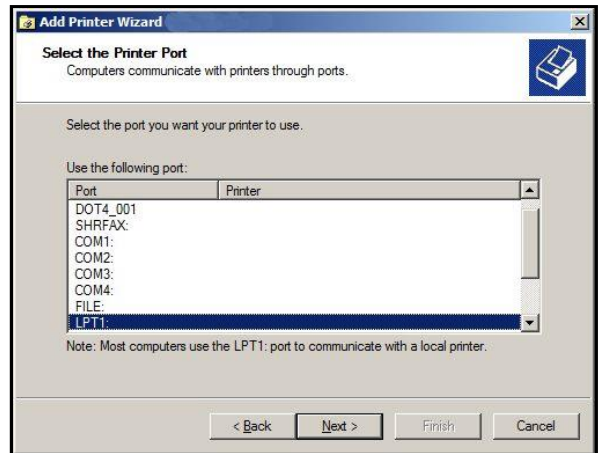 Add Printer Wizard
Select the Printer Port
Computers communicate with printers through ports.
Select the port you want your printer to use.
Use the following port:
Port Printer
DOT4_001
SHRFAX:
COM1:
COM2:
COM3:
COM4:
FILE:
LPT1:
Note: Most computers use the LPT1: port to communicate with a local printer.
< Back Next > Finish Cancel